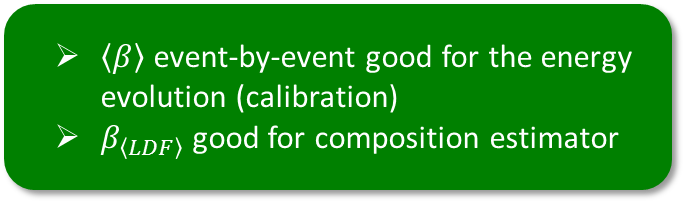 ➢ ⟨β⟩ event-by-event good for the energy
evolution (calibration)
➢ β⟨LDF⟩ good for composition estimator